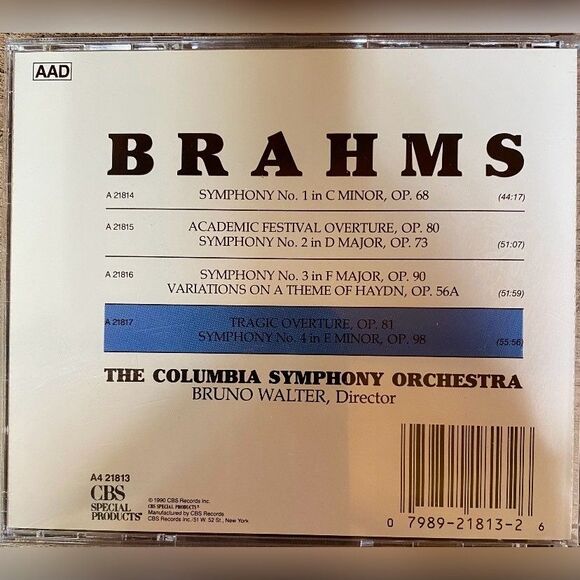 AAD
BRAHMS
A 21814 SYMPHONY No. 1 in C MINOR, OP. 68 (44:17)
A 21815 ACADEMIC FESTIVAL OVERTURE, OP. 80
SYMPHONY No. 2 in D MAJOR, OP. 73 (51:07)
A 21816 SYMPHONY No. 3 in F MAJOR, OP. 90
VARIATIONS ON A THEME OF HAYDN, OP. 56A (51:59)
A 21817 TRAGIC OVERTURE, OP. 81
SYMPHONY No. 4 in E MINOR, OP. 98 (55:56)
THE COLUMBIA SYMPHONY ORCHESTRA
BRUNO WALTER, Director
A4 21813
CBS
SPECIAL
PRODUCTS®
© 1990 CBS Records Inc.
CBS SPECIAL PRODUCTS®
Manufactured by CBS Records
CBS Records Inc./51 W. 52 St., New York
0 7989-21813-2 6